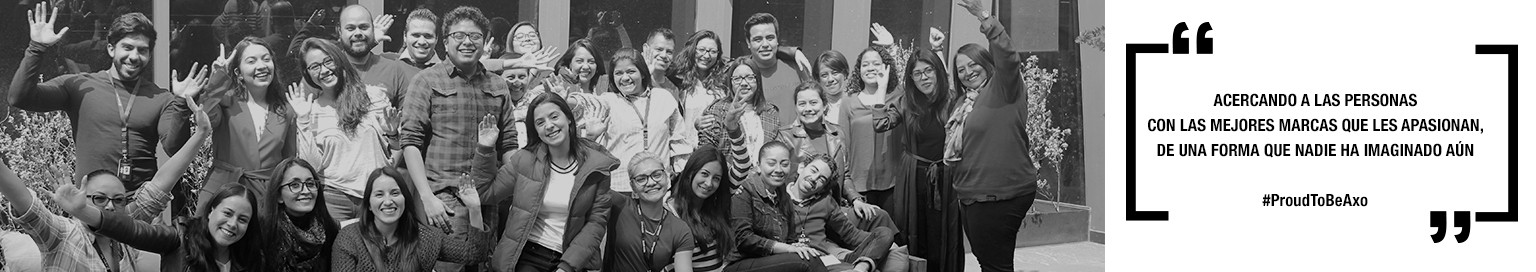 ACERCANDO A LAS PERSONAS
CON LAS MEJORES MARCAS QUE LES APASIONAN,
DE UNA FORMA QUE NADIE HA IMAGINADO AÚN
#ProudToBeAxo